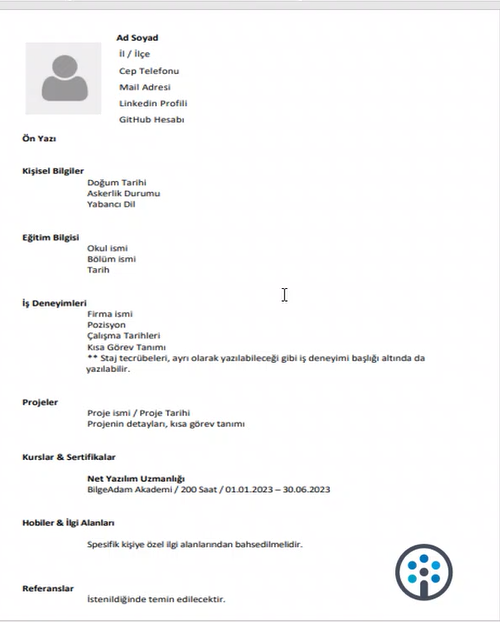 Ad Soyad
İl / İlçe
Cep Telefonu
Mail Adresi
Linkedin Profili
GitHub Hesabı
Ön Yazı
Kişisel Bilgiler
Doğum Tarihi
Askerlik Durumu
Yabancı Dil
Eğitim Bilgisi
Okul ismi
Bölüm ismi
Tarih
İş Deneyimleri
Firma ismi
Pozisyon
Çalışma Tarihleri
Kısa Görev Tanımı
** Staj tecrübeleri, ayrı olarak yazılabileceği gibi iş deneyimi başlığı altında da
yazılabilir.
Projeler
Proje ismi / Proje Tarihi
Projenin detayları, kısa görev tanımı
Kurslar & Sertifikalar
Net Yazılım Uzmanlığı
BilgeAdam Akademi / 200 Saat / 01.01.2023 – 30.06.2023
Hobiler & İlgi Alanları
Spesifik kişiye özel ilgi alanlarından bahsedilmelidir.
Referanslar
İstenildiğinde temin edilecektir.